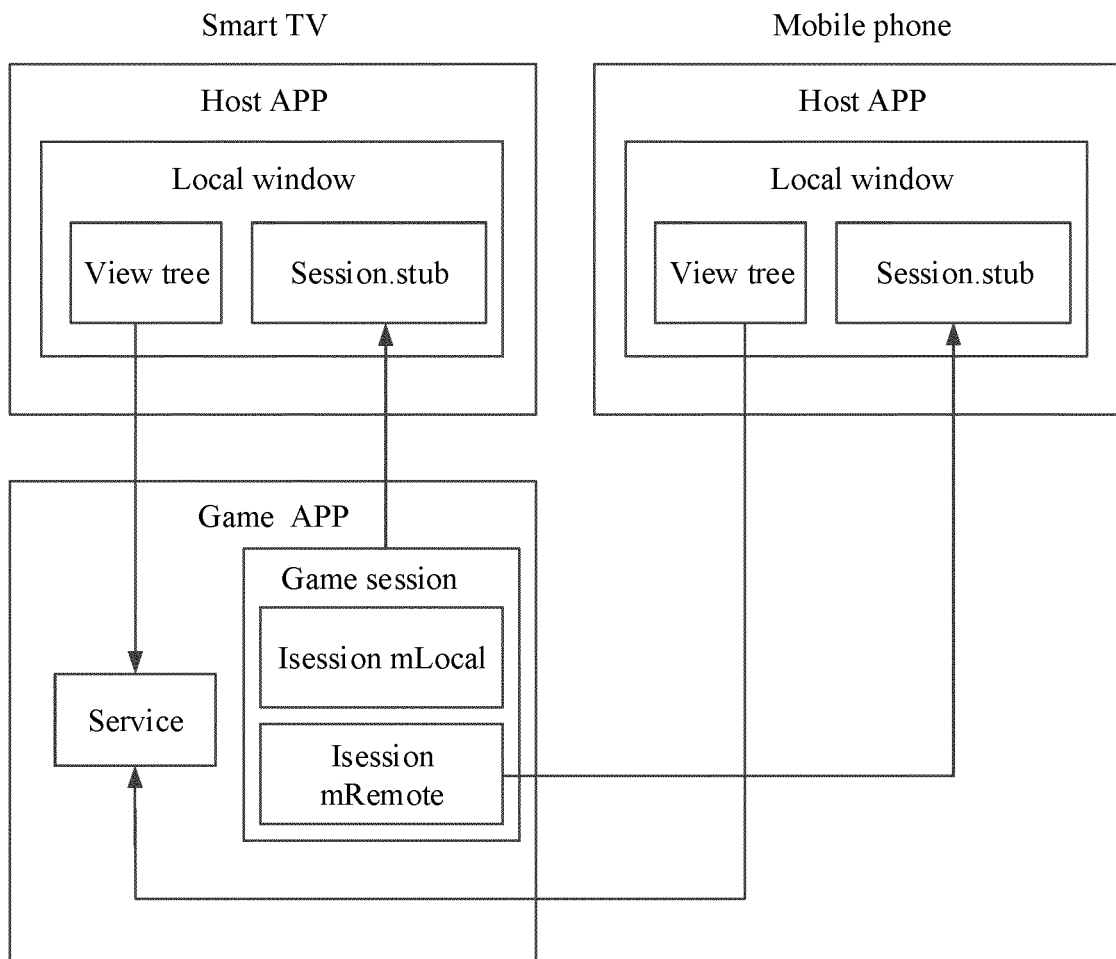 Smart TV
Mobile phone
Host APP
Local window
View tree
Session.stub
Host APP
Local window
View tree
Session.stub
Game APP
Game session
Isession mLocal
Isession
mRemote
Service